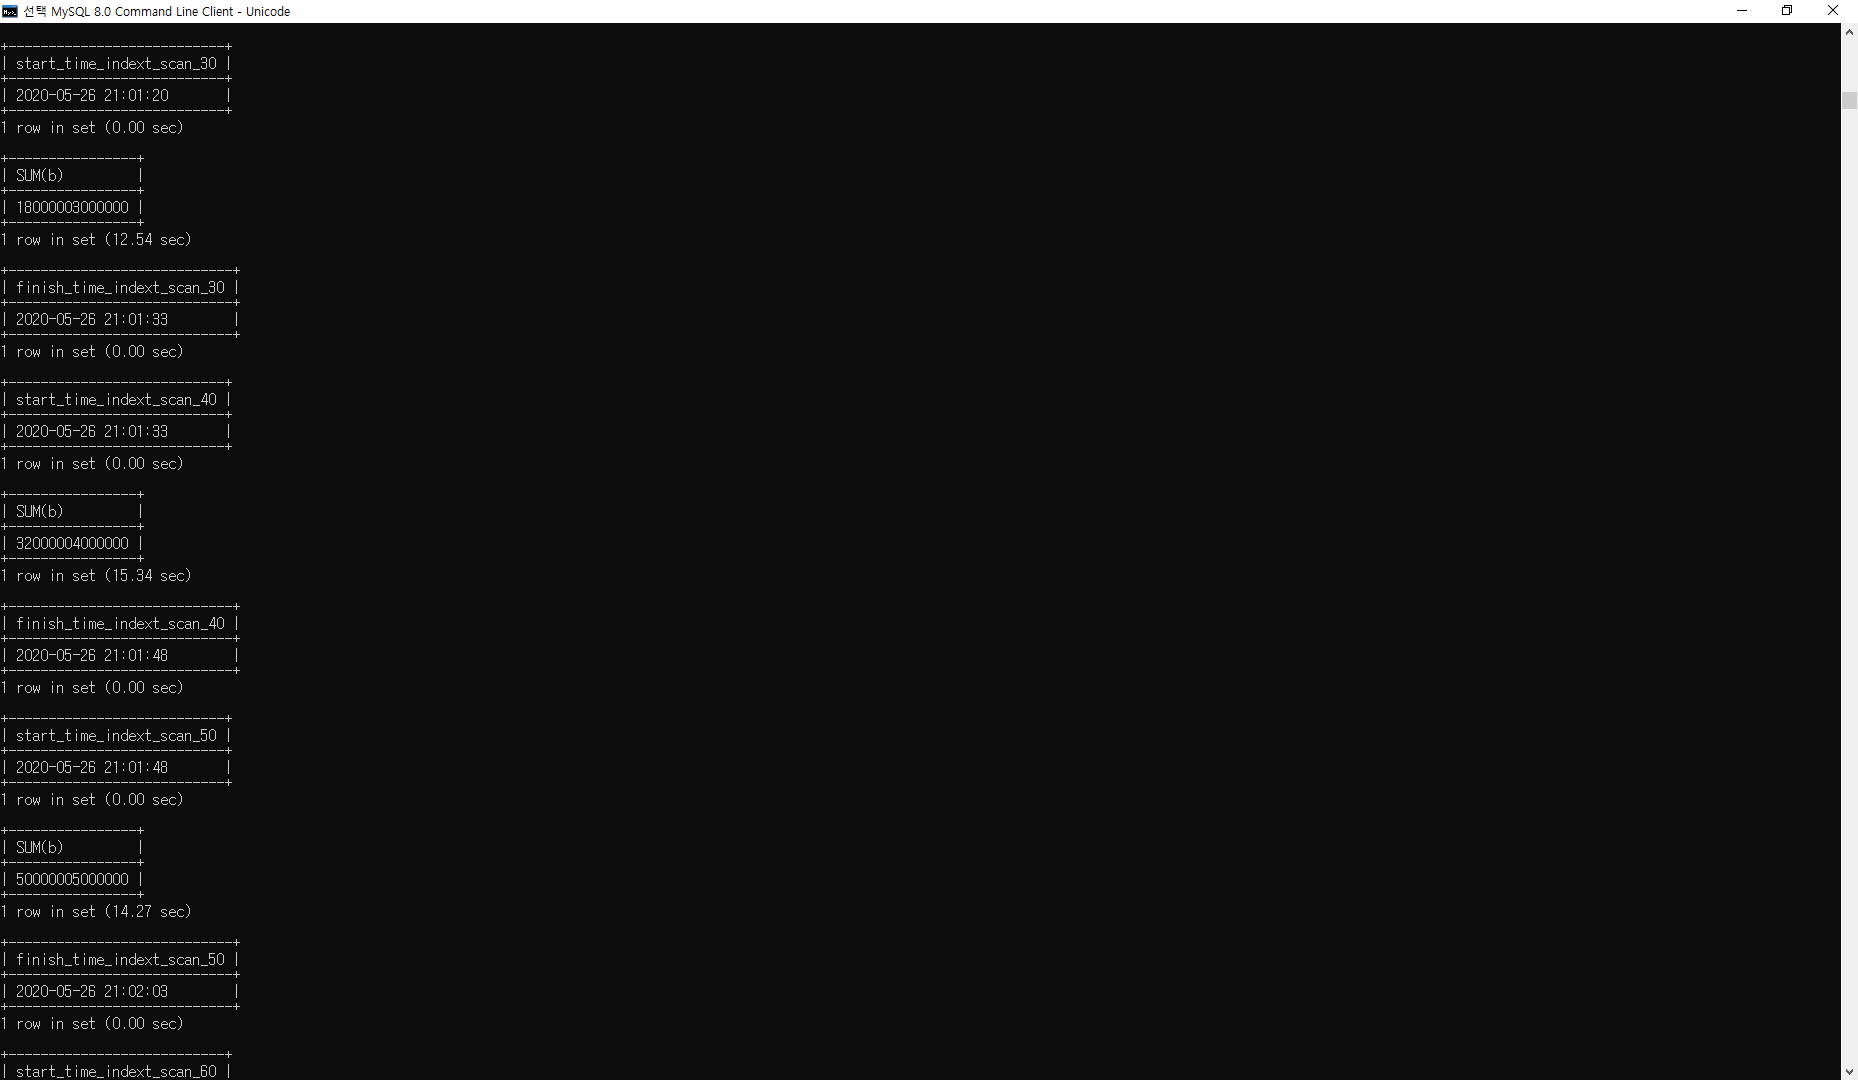 선택 MySQL 8.0 Command Line Client - Unicode
+---------------------------+
| start_time_indext_scan_30 |
+---------------------------+
| 2020-05-26 21:01:20       |
+---------------------------+
1 row in set (0.00 sec)
+----------------+
| SUM(b)         |
+----------------+
| 18000003000000 |
+----------------+
1 row in set (12.54 sec)
+----------------------------+
| finish_time_indext_scan_30 |
+----------------------------+
| 2020-05-26 21:01:33        |
+----------------------------+
1 row in set (0.00 sec)
+---------------------------+
| start_time_indext_scan_40 |
+---------------------------+
| 2020-05-26 21:01:33       |
+---------------------------+
1 row in set (0.00 sec)
+----------------+
| SUM(b)         |
+----------------+
| 32000004000000 |
+----------------+
1 row in set (15.34 sec)
+----------------------------+
| finish_time_indext_scan_40 |
+----------------------------+
| 2020-05-26 21:01:48        |
+----------------------------+
1 row in set (0.00 sec)
+---------------------------+
| start_time_indext_scan_50 |
+---------------------------+
| 2020-05-26 21:01:48       |
+---------------------------+
1 row in set (0.00 sec)
+----------------+
| SUM(b)         |
+----------------+
| 50000005000000 |
+----------------+
1 row in set (14.27 sec)
+----------------------------+
| finish_time_indext_scan_50 |
+----------------------------+
| 2020-05-26 21:02:03        |
+----------------------------+
1 row in set (0.00 sec)
+---------------------------+
| start_time_indext_scan_60 |